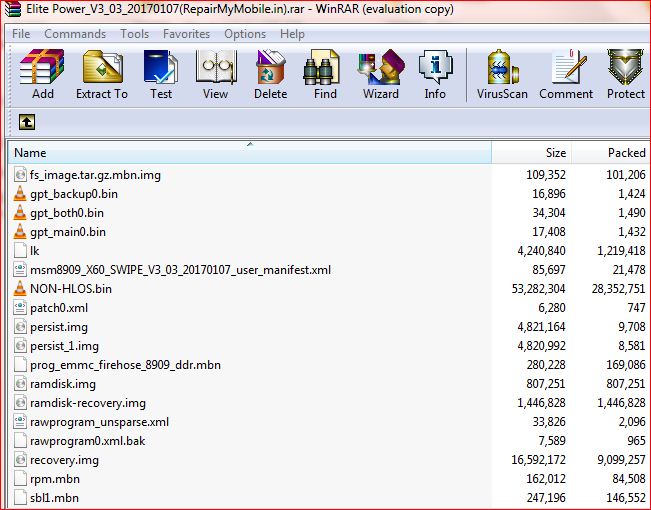 Elite Power_V3_03_20170107(RepairMyMobile.in).rar - WinRAR (evaluation copy)
File Commands Tools Favorites Options Help
Add Extract To Test View Delete Find Wizard Info VirusScan Comment Protect
Name Size Packed
fs_image.tar.gz.mbn.img 109,352 101,206
gpt_backup0.bin 16,896 1,424
gpt_both0.bin 34,304 1,490
gpt_main0.bin 17,408 1,432
lk 4,240,840 1,219,418
msm8909_X60_SWIPE_V3_03_20170107_user_manifest.xml 85,697 21,478
NON-HLOS.bin 53,282,304 28,352,751
patch0.xml 6,280 747
persist.img 4,821,164 9,708
persist_1.img 4,820,992 8,581
prog_emmc_firehose_8909_ddr.mbn 280,228 169,086
ramdisk.img 807,251 807,251
ramdisk-recovery.img 1,446,828 1,446,828
rawprogram_unsparse.xml 33,826 2,096
rawprogram0.xml.bak 7,589 965
recovery.img 16,592,172 9,099,257
rpm.mbn 162,012 84,508
sbl1.mbn 247,196 146,552